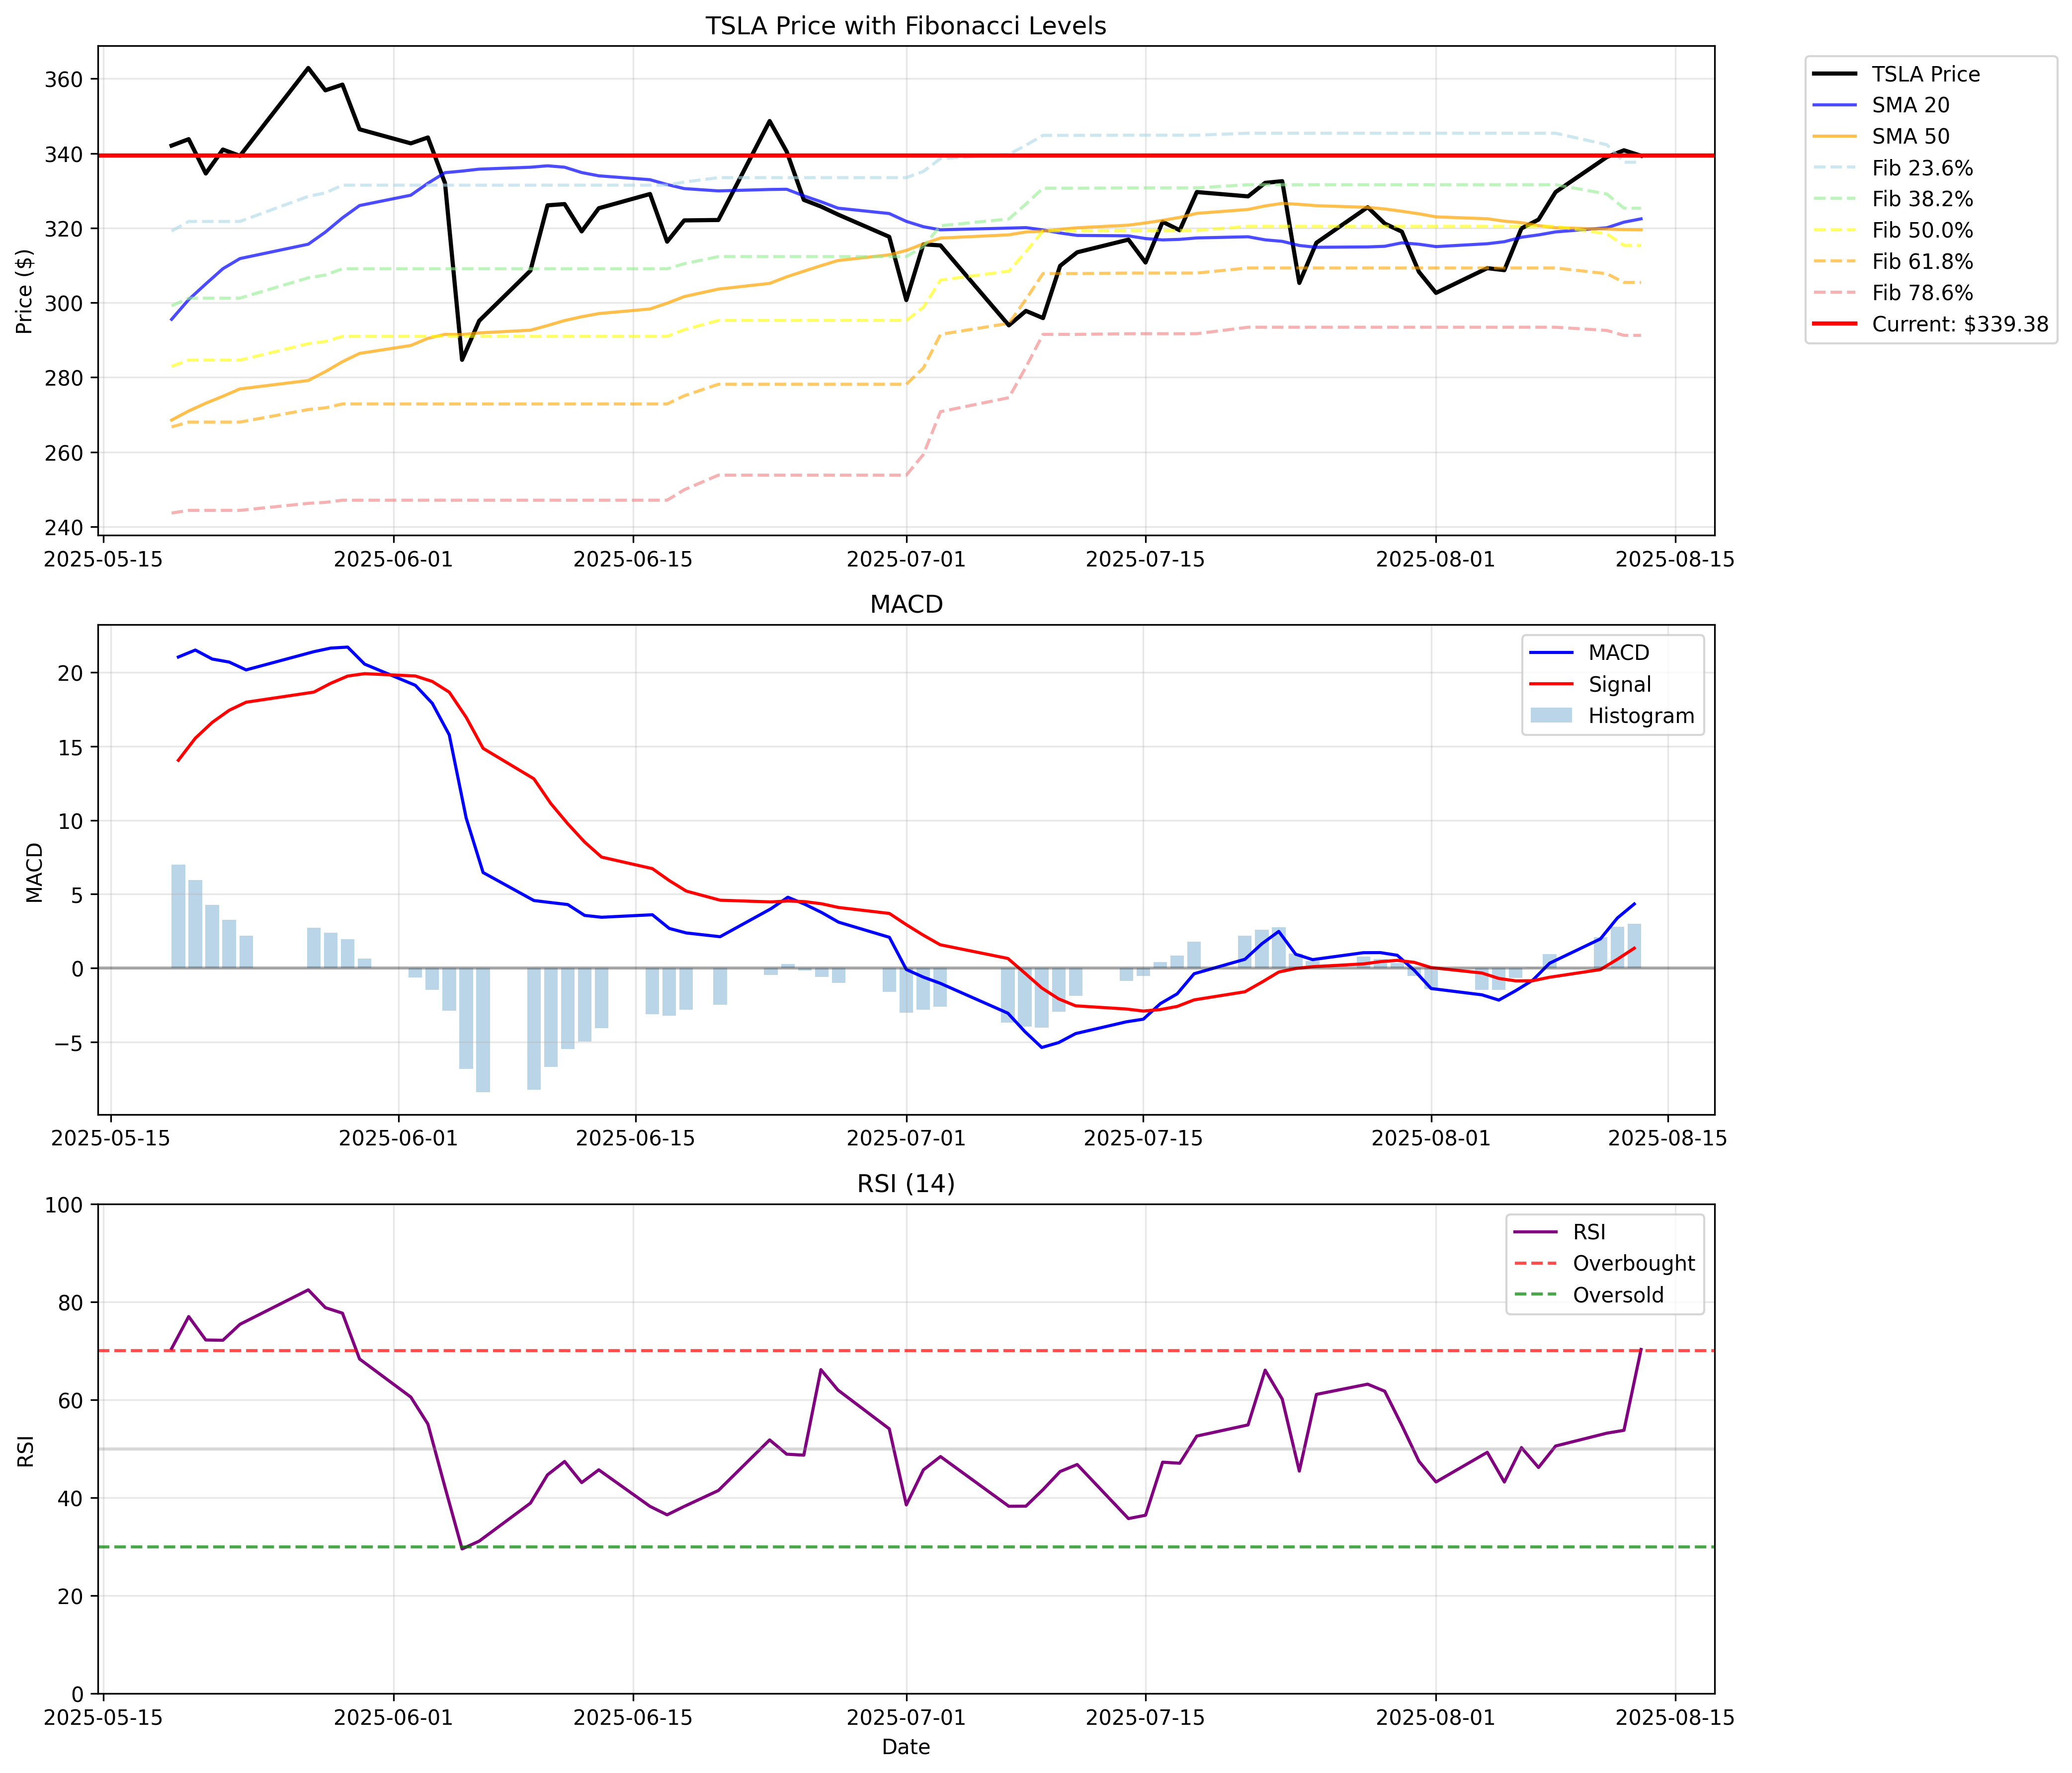 TSLA Price with Fibonacci Levels
Price ($)
360
340
320
300
280
260
240
2025-05-15
2025-06-01
2025-06-15
2025-07-01
2025-07-15
2025-08-01
2025-08-15
TSLA Price
SMA 20
SMA 50
Fib 23.6%
Fib 38.2%
Fib 50.0%
Fib 61.8%
Fib 78.6%
Current: $339.38
MACD
MACD
20
15
10
5
0
−5
2025-05-15
2025-06-01
2025-06-15
2025-07-01
2025-07-15
2025-08-01
2025-08-15
MACD
Signal
Histogram
RSI (14)
RSI
100
80
60
40
20
0
2025-05-15
2025-06-01
2025-06-15
2025-07-01
2025-07-15
2025-08-01
2025-08-15
Date
RSI
Overbought
Oversold